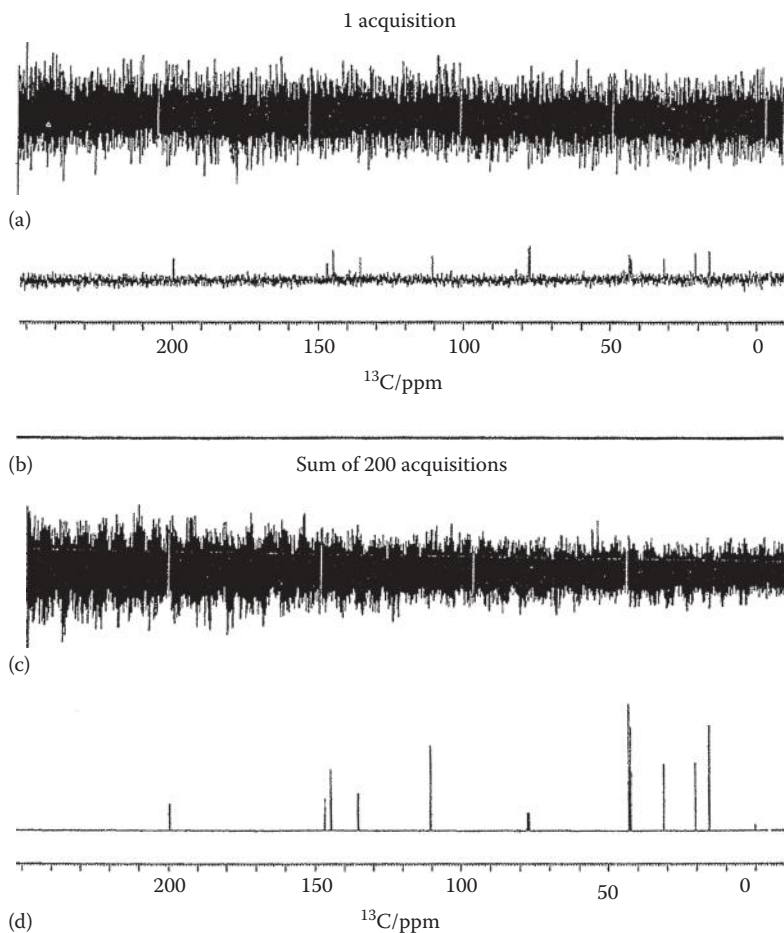 1 acquisition
(a)
200 150 100 50 0
¹³C/ppm
(b)
Sum of 200 acquisitions
(c)
200 150 100 50 0
(d)
¹³C/ppm